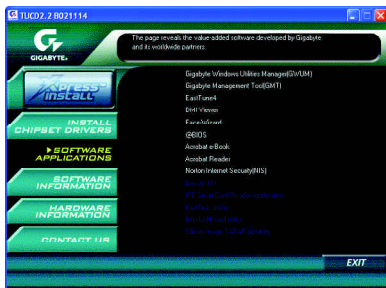 TUCD2.2 B021114
GIGABYTE
The page reveals the value-added software developed by Gigabyte
and its worldwide partners.
Xpress
INSTALL
INSTALL
CHIPSET DRIVERS
SOFTWARE
APPLICATIONS
SOFTWARE
INFORMATION
HARDWARE
INFORMATION
CONTACT US
Gigabyte Windows Utilities Manager(GWUM)
Gigabyte Management Tool(GMT)
EasyTune4
DMI Viewer
Face-Wizard
@BIOS
Acrobat e-Book
Acrobat Reader
Norton Internet Security(NIS)
EXIT